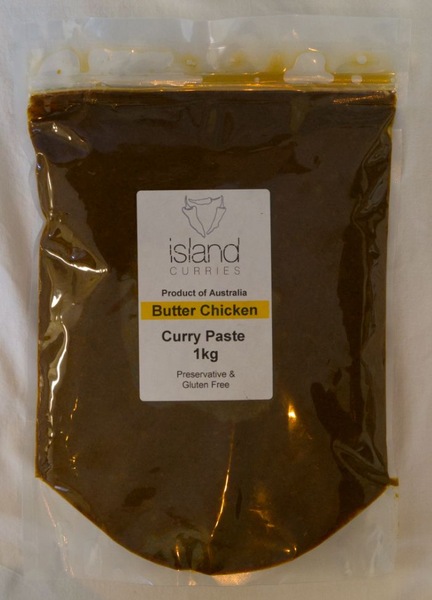 island
CURRIES
Product of Australia
Butter Chicken
Curry Paste
1kg
Preservative &
Gluten Free